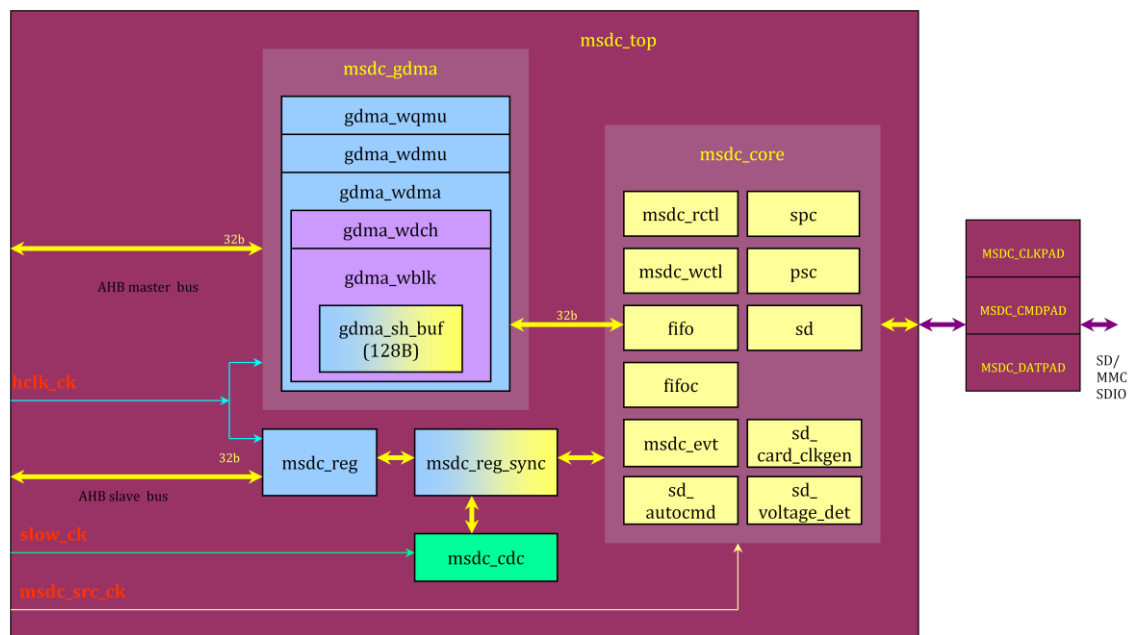 msdc_top
msdc_gdma
gdma_wqmu
gdma_wdmu
gdma_wdma
gdma_wdch
gdma_wblk
gdma_sh_buf
(128B)
32b
AHB master bus
hclk_ck
32b
AHB slave bus
slow_ck
msdc_src_ck
msdc_reg
msdc_reg_sync
msdc_cdc
32b
msdc_core
msdc_rctl
spc
msdc_wctl
psc
fifo
sd
fifoc
msdc_evt
sd_
card_clkgen
sd_
autocmd
sd_
voltage_det
MSDC_CLKPAD
MSDC_CMDPAD
MSDC_DATPAD
SD/
MMC
SDIO